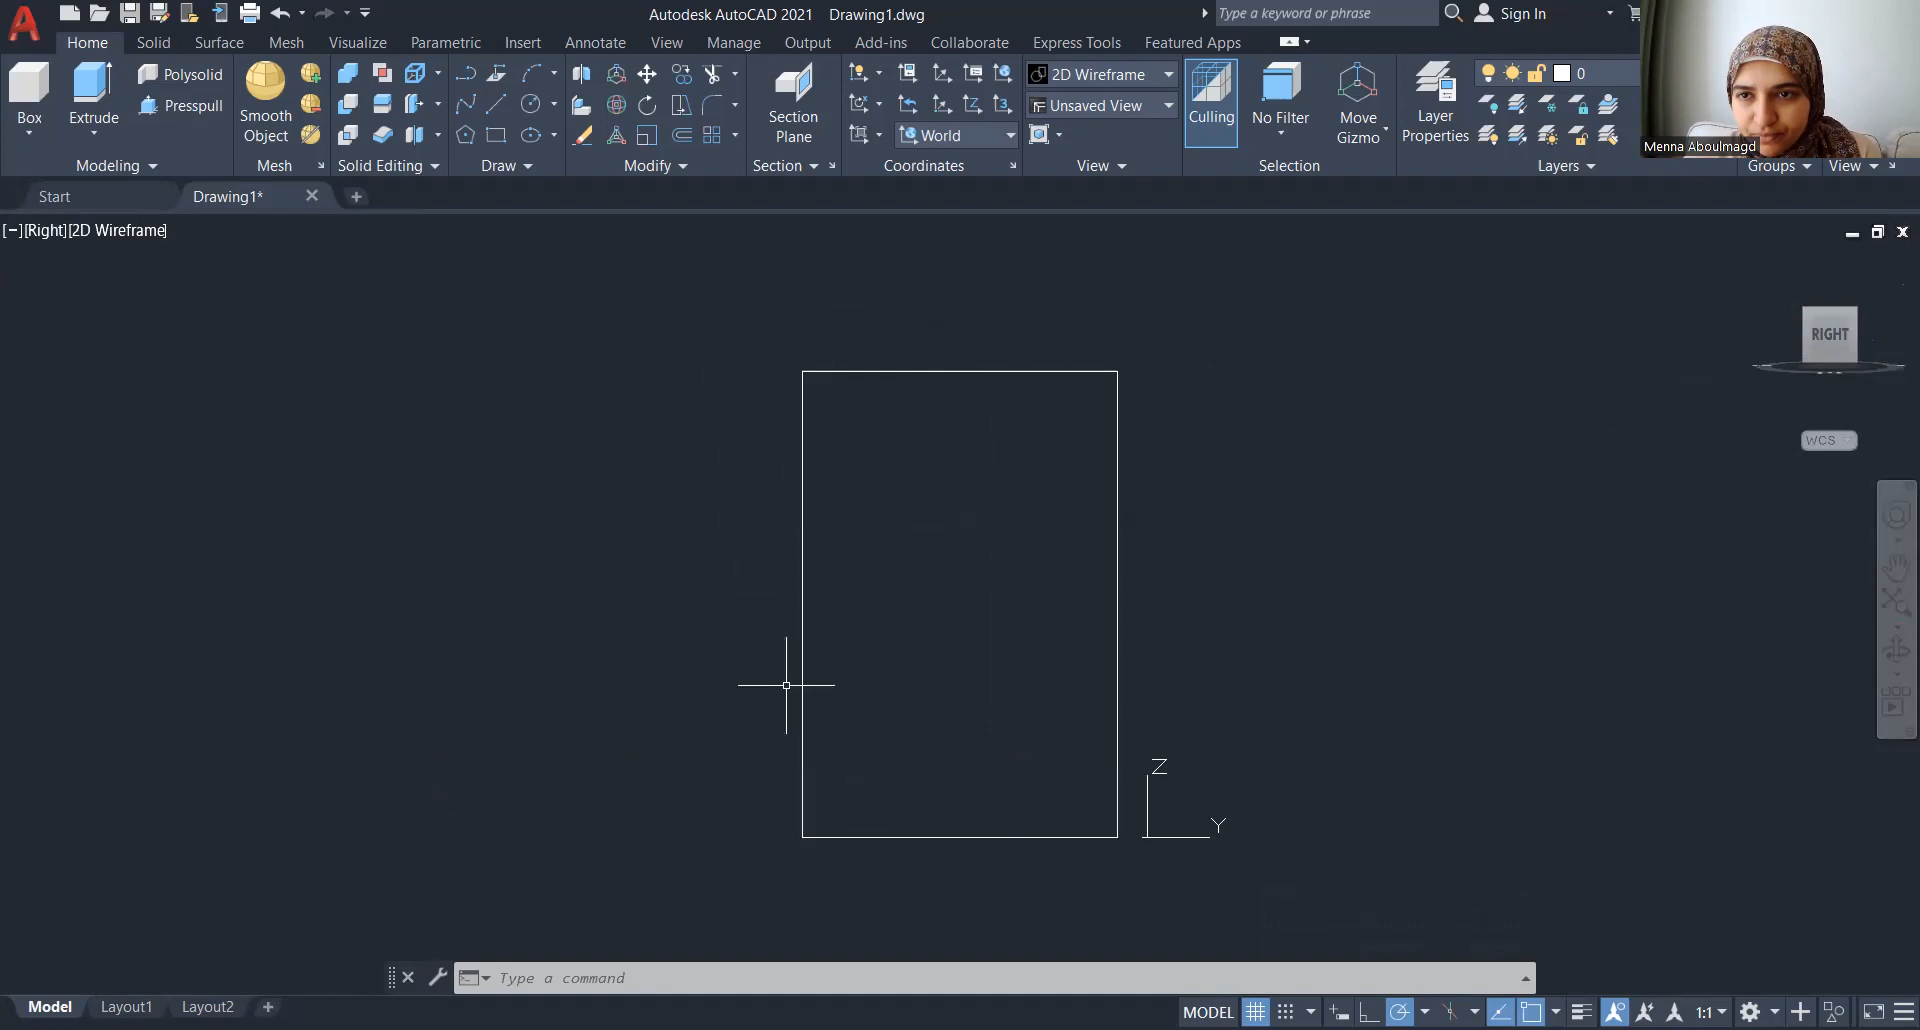 Autodesk AutoCAD 2021 Drawing1.dwg
Type a keyword or phrase
Sign In
Home Solid Surface Mesh Visualize Parametric Insert Annotate View Manage Output Add-ins Collaborate Express Tools Featured Apps
Box
Extrude
Polysolid
Presspull
Smooth
Object
Section
Plane
World
2D Wireframe
Unsaved View
Culling
No Filter
Move
Gizmo
Layer
Properties
0
Menna Aboulmagd
Modeling Mesh Solid Editing Draw Modify Section Coordinates View Selection Layers Groups View
Start Drawing1*
[−][Right][2D Wireframe]
RIGHT
WCS
Z
Y
Type a command
Model Layout1 Layout2
MODEL 1:1